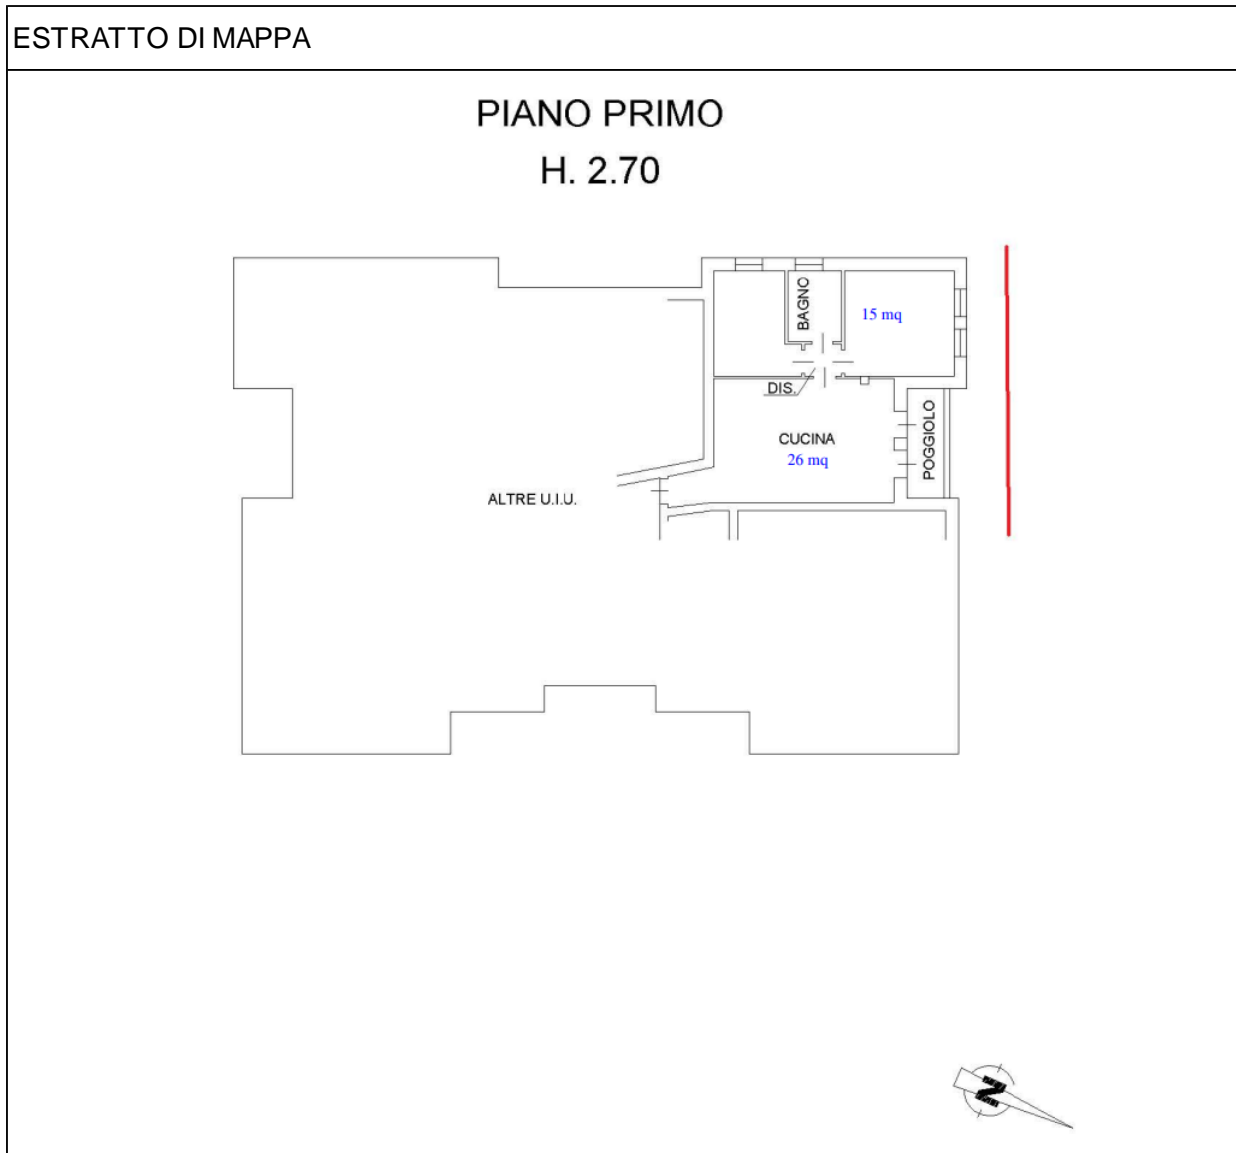 ESTRATTO DI MAPPA
PIANO PRIMO
H. 2.70
BAGNO
15 mq
DIS.
CUCINA
26 mq
POGGIOLO
ALTRE U.I.U.
N